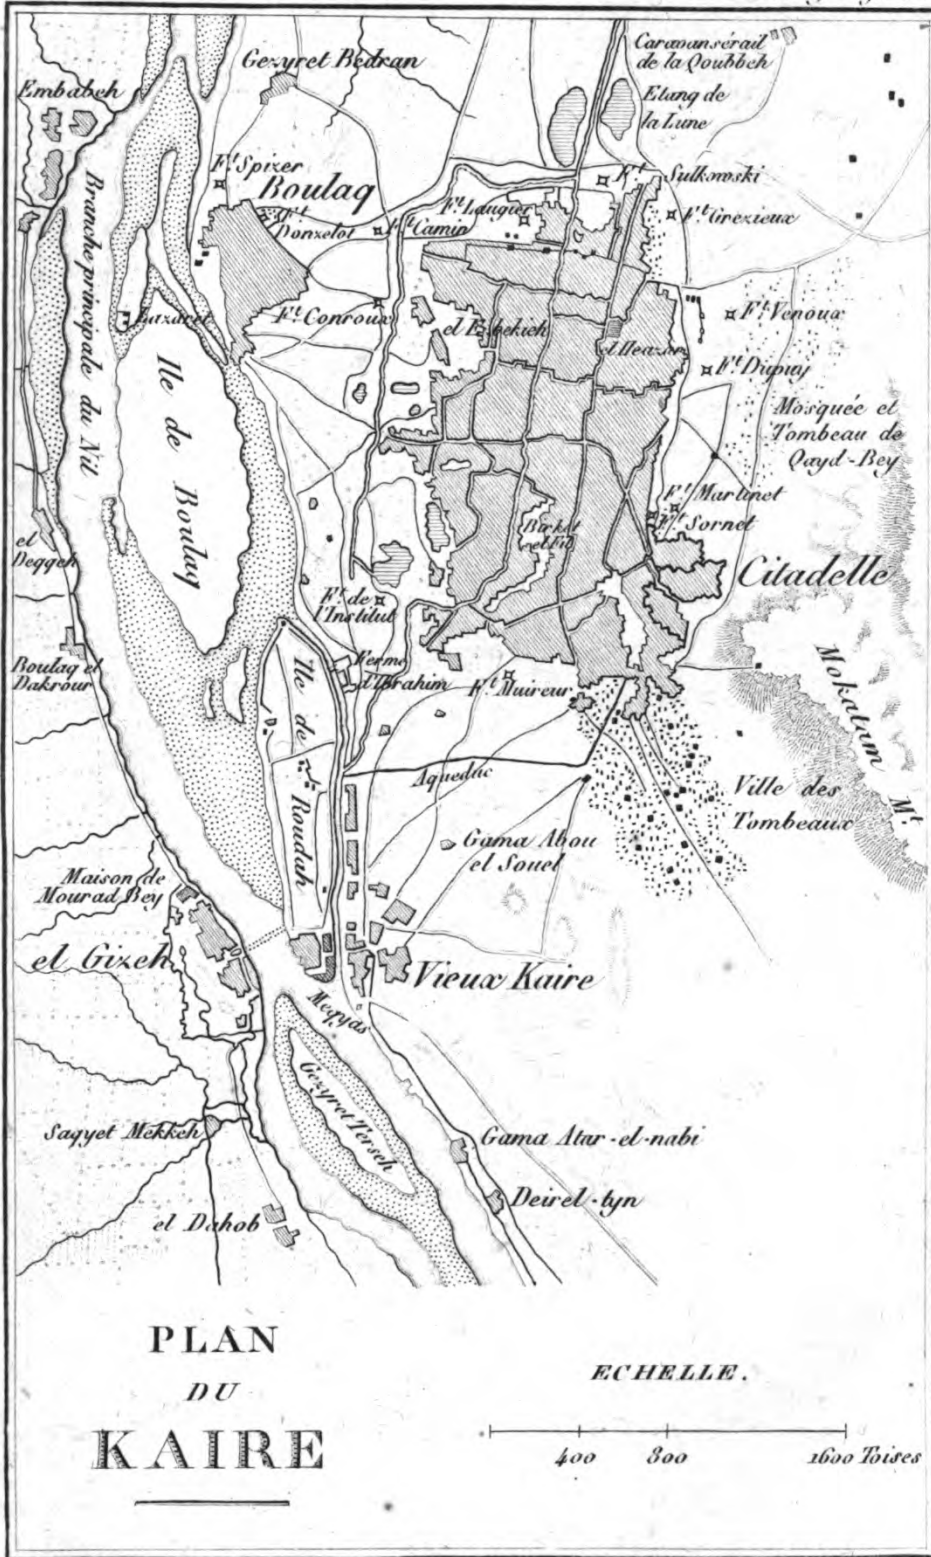 Caravansérail
de la Qoubbeh
Gezyret Bedran
Embabeh
Etang de
la Lune
Ft. Spizer
Ft. Sulkowski
Boulaq
Ft. Donzelot
Ft. Camin
Ft. Laugier
Ft. Grezieux
Branche principale du Nil
Lazaret
Ft. Conroux
el Ezbekieh
el Heazar
Ft. Venoux
Ft. Dupuy
Ile de Boulaq
Mosquée et
Tombeau de
Qayd-Bey
Ft. Martinet
Ft. Sornet
Birket
el Fil
el
Deggeh
Citadelle
Ft. de
l'Institut
Boulaq el
Dakrour
Ferme
d'Ibrahim
Ft. Muireur
Ile de Roudah
Mokatam Mt.
Aqueduc
Ville des
Tombeaux
Gama Abou
el Souel
Maison de
Mourad Bey
el Gizeh
Vieux Kaire
Meqyas
Gezyret Terseh
Saqyet Mekkeh
Gama Atar-el-nabi
Deir el-tyn
el Dahob
PLAN
DU
KAIRE
ECHELLE.
400 800 1600 Toises